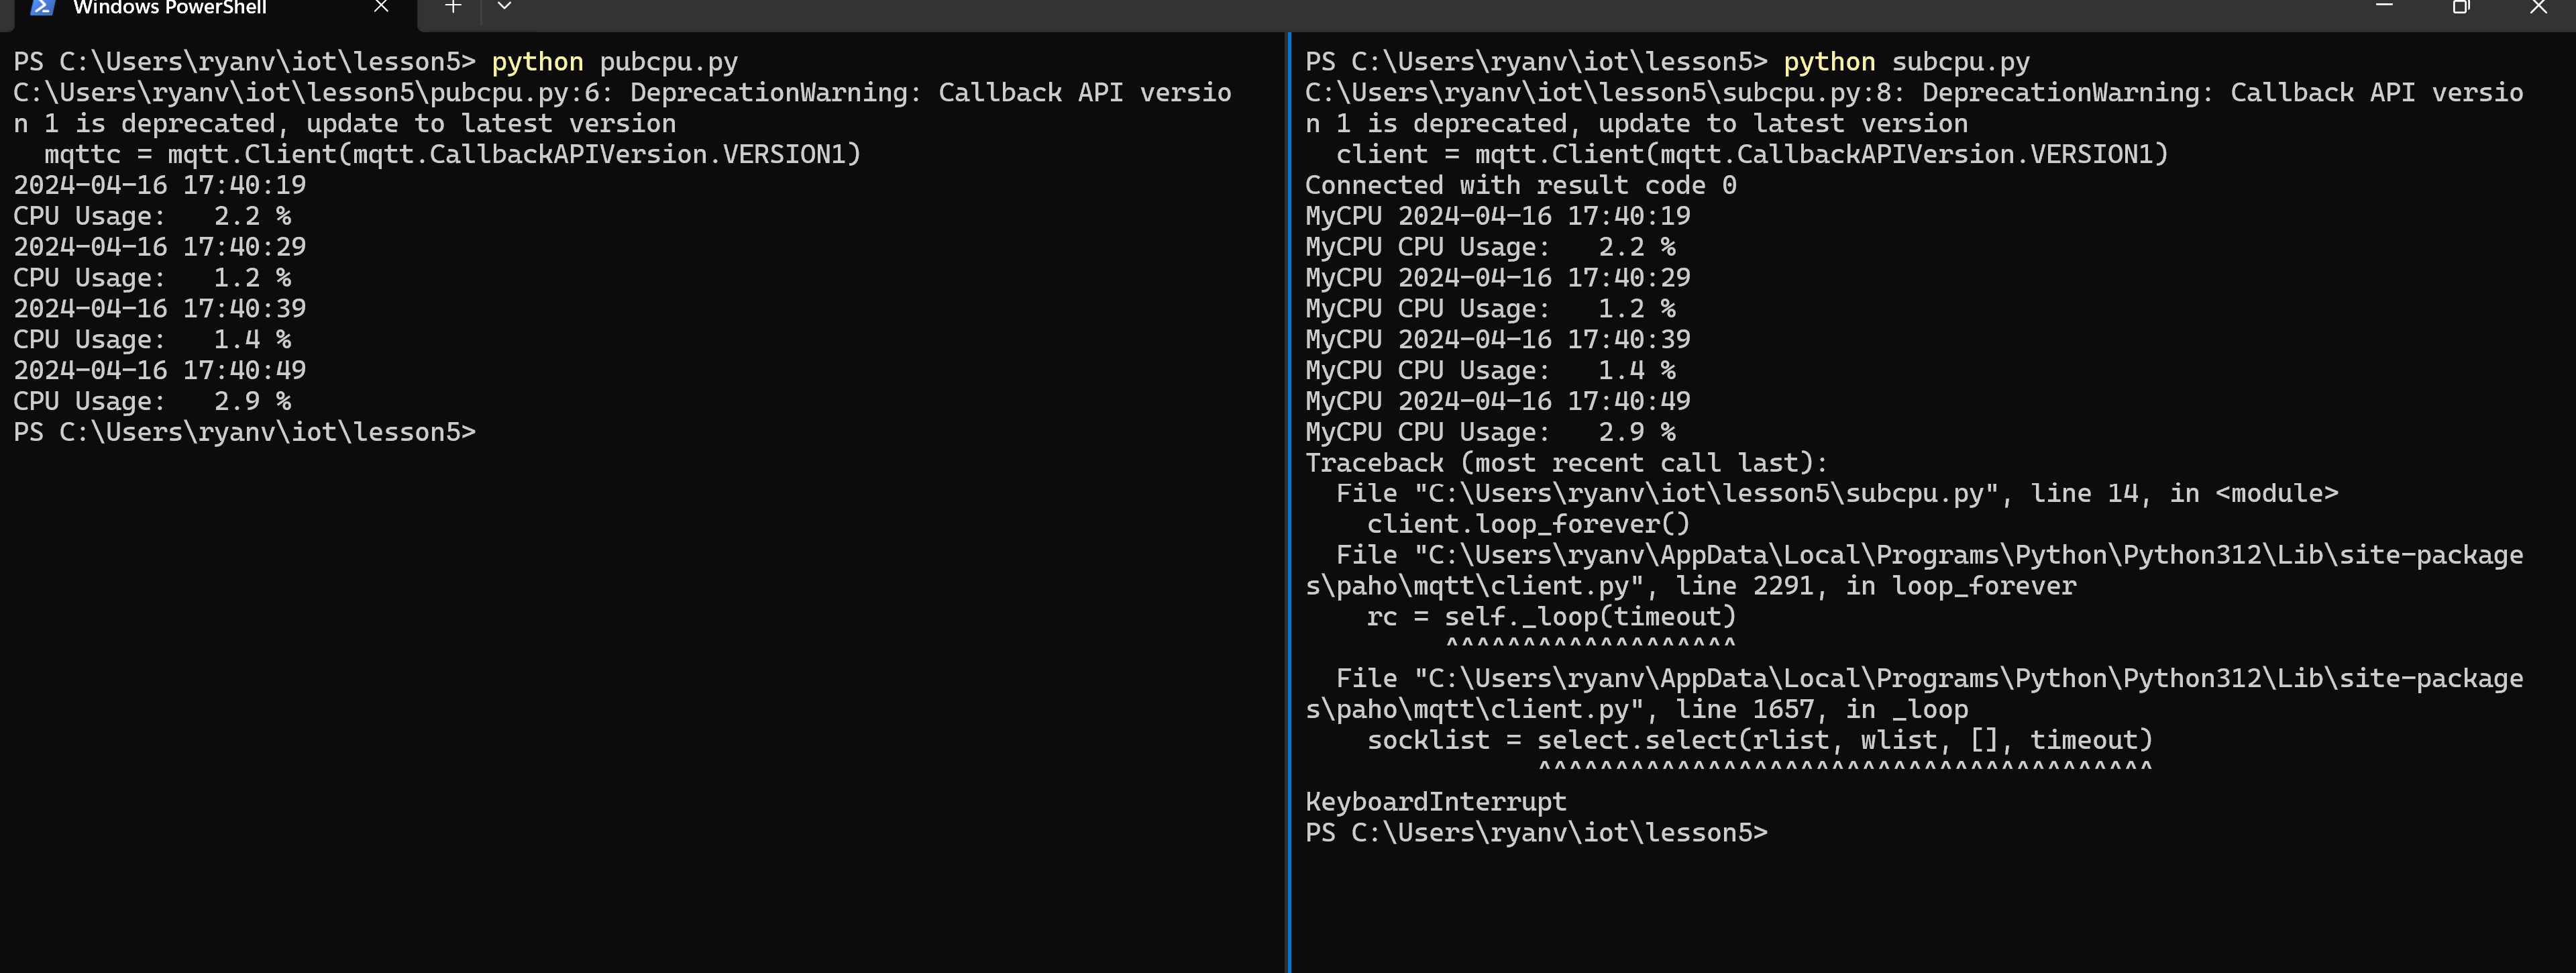 Windows PowerShell
PS C:\Users\ryanv\iot\lesson5> python pubcpu.py
C:\Users\ryanv\iot\lesson5\pubcpu.py:6: DeprecationWarning: Callback API versio
n 1 is deprecated, update to latest version
  mqttc = mqtt.Client(mqtt.CallbackAPIVersion.VERSION1)
2024-04-16 17:40:19
CPU Usage:   2.2 %
2024-04-16 17:40:29
CPU Usage:   1.2 %
2024-04-16 17:40:39
CPU Usage:   1.4 %
2024-04-16 17:40:49
CPU Usage:   2.9 %
PS C:\Users\ryanv\iot\lesson5>
PS C:\Users\ryanv\iot\lesson5> python subcpu.py
C:\Users\ryanv\iot\lesson5\subcpu.py:8: DeprecationWarning: Callback API versio
n 1 is deprecated, update to latest version
  client = mqtt.Client(mqtt.CallbackAPIVersion.VERSION1)
Connected with result code 0
MyCPU 2024-04-16 17:40:19
MyCPU CPU Usage:   2.2 %
MyCPU 2024-04-16 17:40:29
MyCPU CPU Usage:   1.2 %
MyCPU 2024-04-16 17:40:39
MyCPU CPU Usage:   1.4 %
MyCPU 2024-04-16 17:40:49
MyCPU CPU Usage:   2.9 %
Traceback (most recent call last):
  File "C:\Users\ryanv\iot\lesson5\subcpu.py", line 14, in <module>
    client.loop_forever()
  File "C:\Users\ryanv\AppData\Local\Programs\Python\Python312\Lib\site-package
s\paho\mqtt\client.py", line 2291, in loop_forever
    rc = self._loop(timeout)
         ^^^^^^^^^^^^^^^^^^^
  File "C:\Users\ryanv\AppData\Local\Programs\Python\Python312\Lib\site-package
s\paho\mqtt\client.py", line 1657, in _loop
    socklist = select.select(rlist, wlist, [], timeout)
               ^^^^^^^^^^^^^^^^^^^^^^^^^^^^^^^^^^^^^^^^
KeyboardInterrupt
PS C:\Users\ryanv\iot\lesson5>